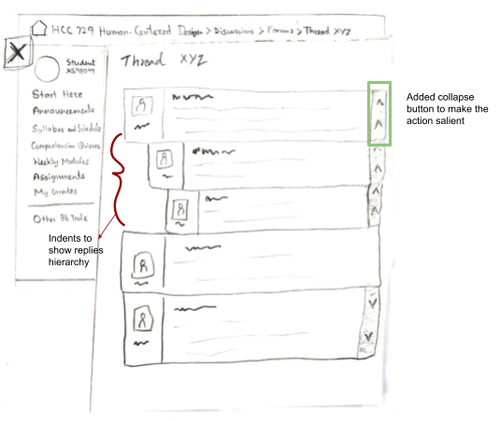 HCC 729 Human-Centered Design > Discussions > Forums > Thread XYZ
X
Student
Thread XYZ
Start Here
Announcements
Syllabus and Schedule
Comprehension Quizzes
Weekly Modules
Assignments
My Grades
Other Bb Tools
Added collapse
button to make the
action salient
Indents to
show replies
hierarchy